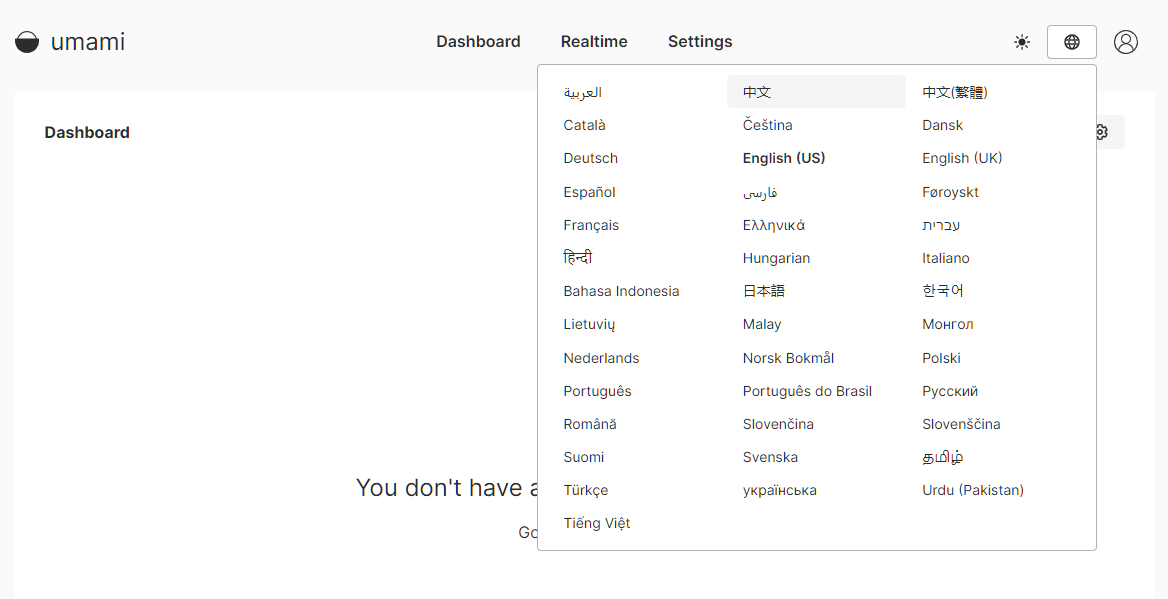 umami
Dashboard Realtime Settings
Dashboard
العربية 中文 中文(繁體)
Català Čeština Dansk
Deutsch English (US) English (UK)
Español فارسی Føroyskt
Français Ελληνικά עברית
हिन्दी Hungarian Italiano
Bahasa Indonesia 日本語 한국어
Lietuvių Malay Монгол
Nederlands Norsk Bokmål Polski
Português Português do Brasil Русский
Română Slovenčina Slovenščina
Suomi Svenska தமிழ்
Türkçe українська Urdu (Pakistan)
Tiếng Việt
You don't have a
Go